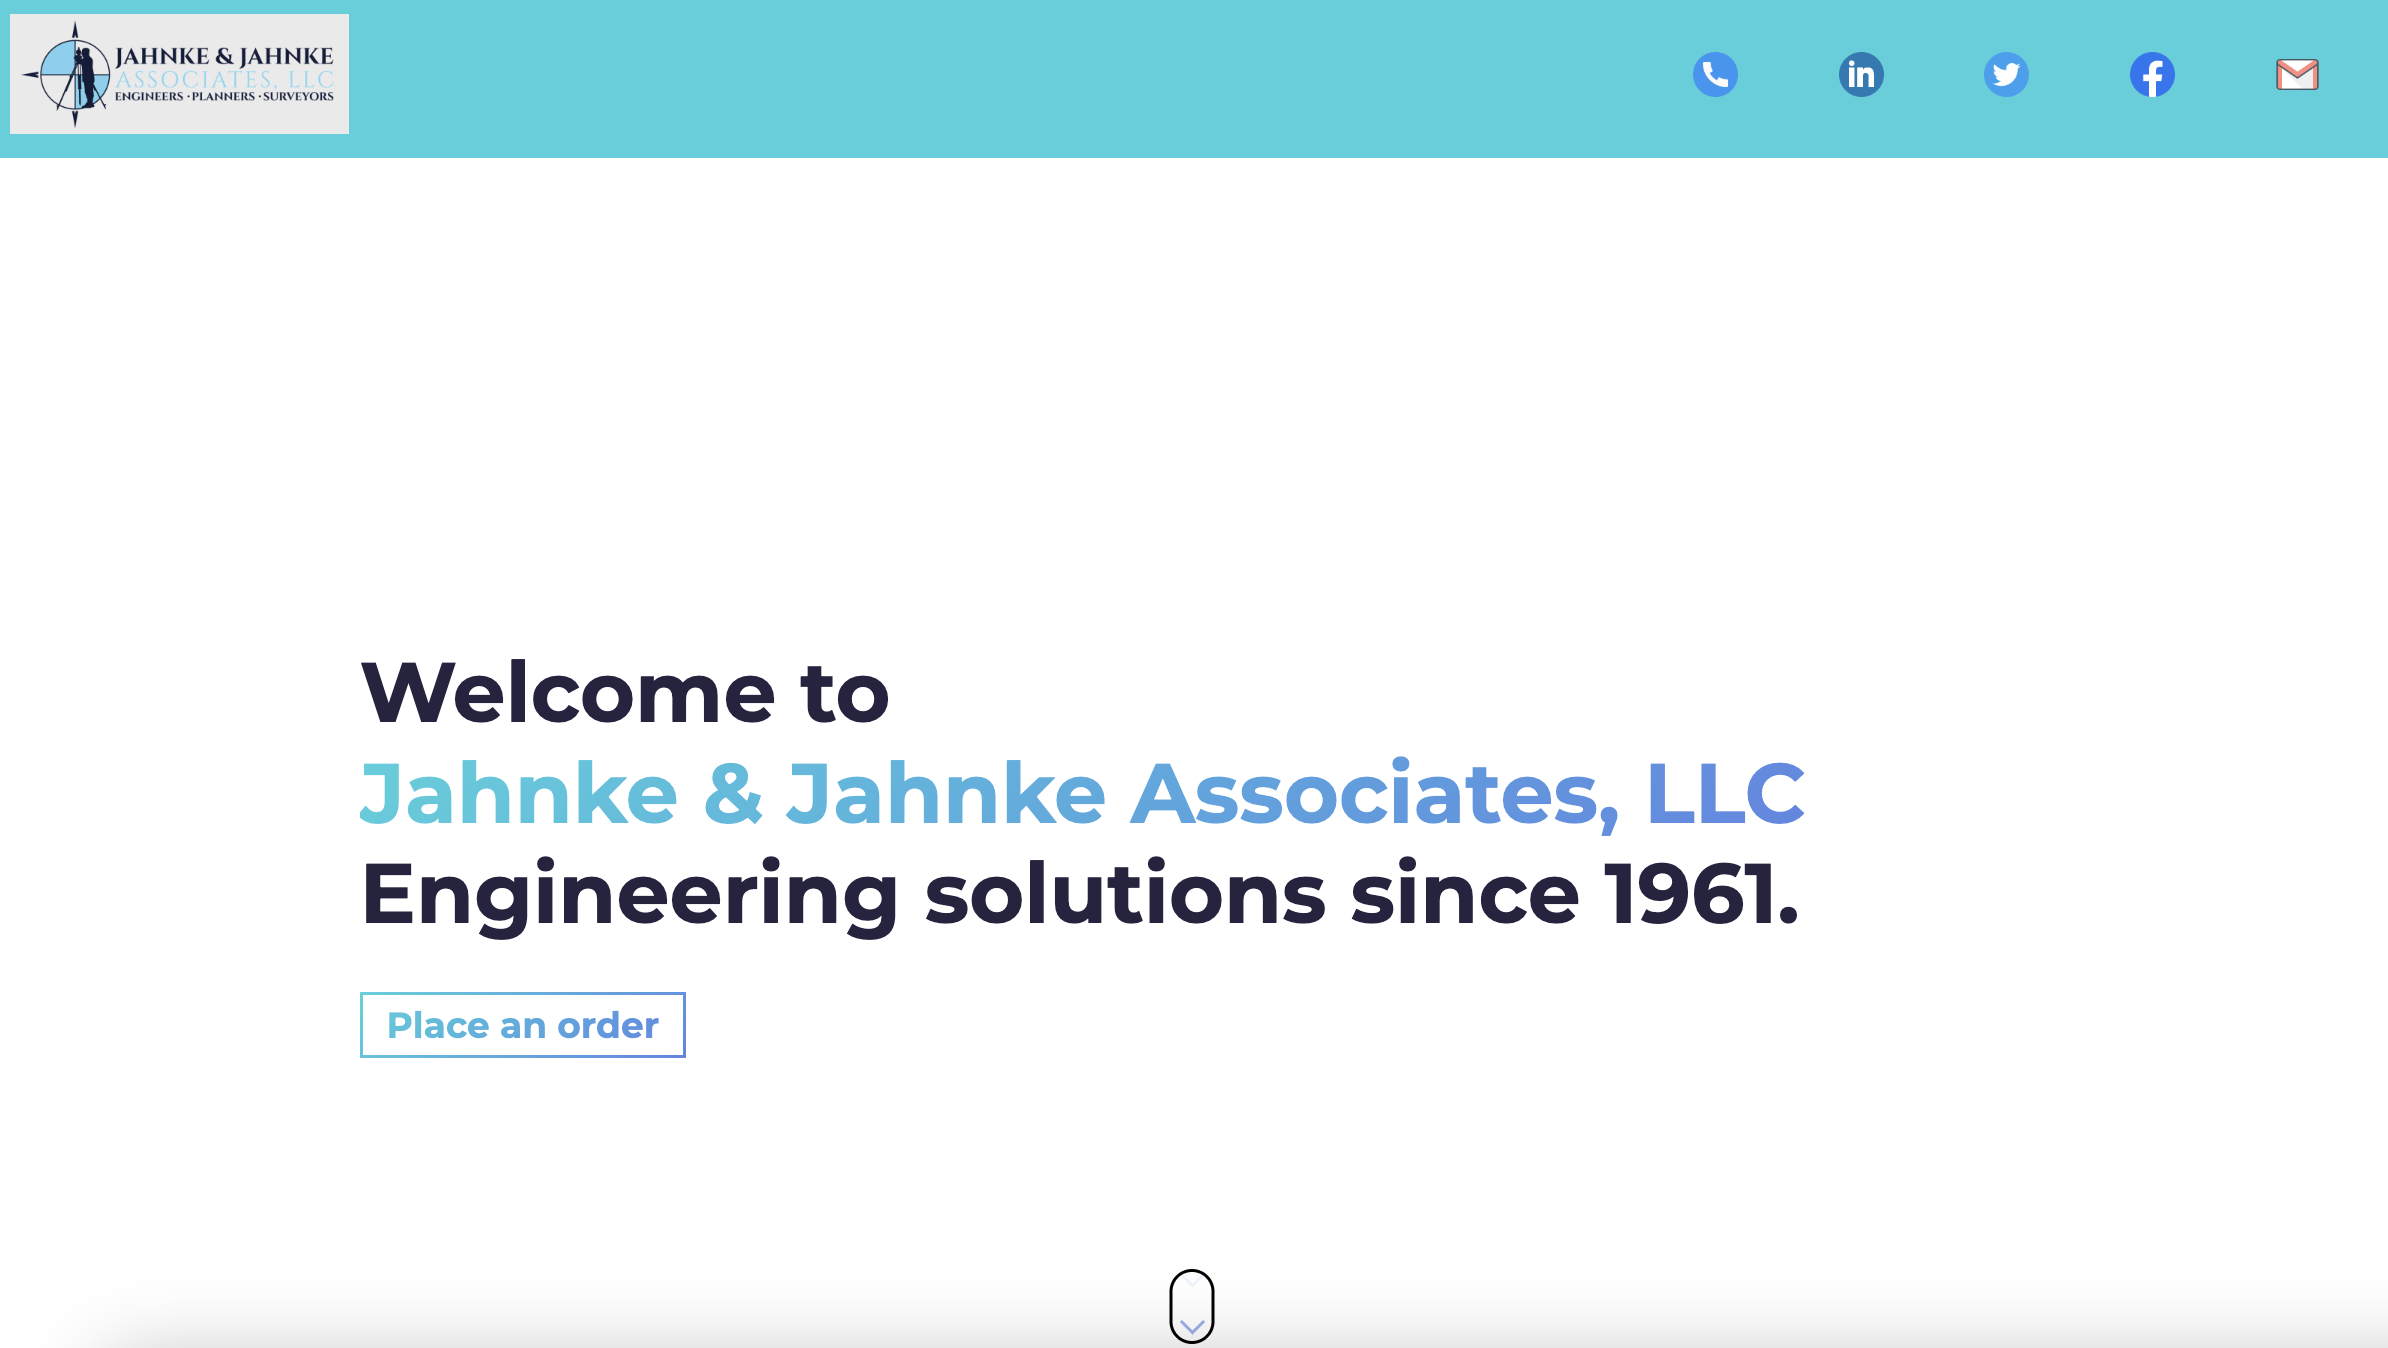 JAHNKE & JAHNKE
ASSOCIATES, LLC
ENGINEERS • PLANNERS • SURVEYORS
Welcome to
Jahnke & Jahnke Associates, LLC
Engineering solutions since 1961.
Place an order